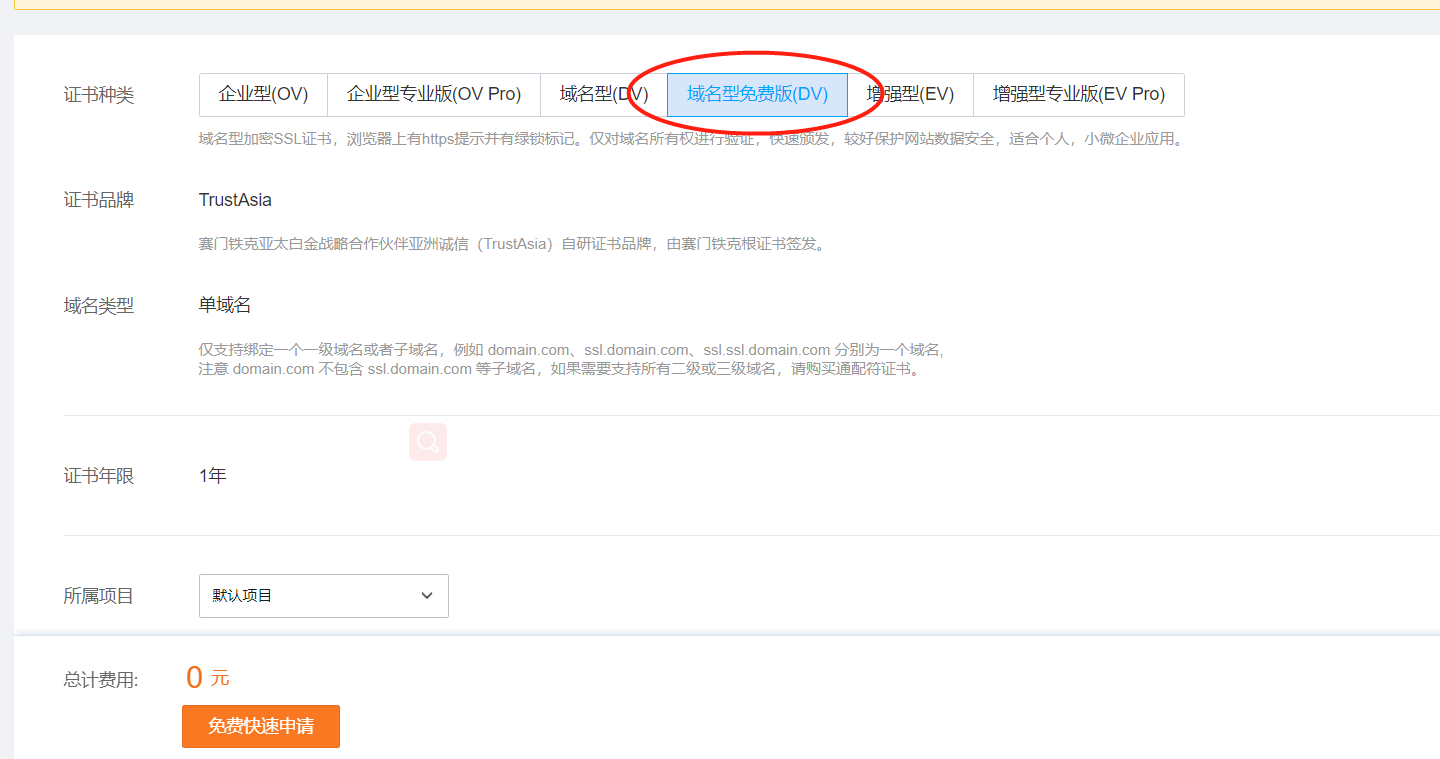 证书种类 企业型(OV) 企业型专业版(OV Pro) 域名型(DV) 域名型免费版(DV) 增强型(EV) 增强型专业版(EV Pro)
域名型加密SSL证书，浏览器上有https提示并有绿锁标记。仅对域名所有权进行验证，快速颁发，较好保护网站数据安全，适合个人，小微企业应用。
证书品牌 TrustAsia
赛门铁克亚太白金战略合作伙伴亚洲诚信（TrustAsia）自研证书品牌，由赛门铁克根证书签发。
域名类型 单域名
仅支持绑定一个一级域名或者子域名，例如 domain.com、ssl.domain.com、ssl.ssl.domain.com 分别为一个域名，
注意 domain.com 不包含 ssl.domain.com 等子域名，如果需要支持所有二级或三级域名，请购买通配符证书。
证书年限 1年
所属项目 默认项目
总计费用: 0 元
免费快速申请